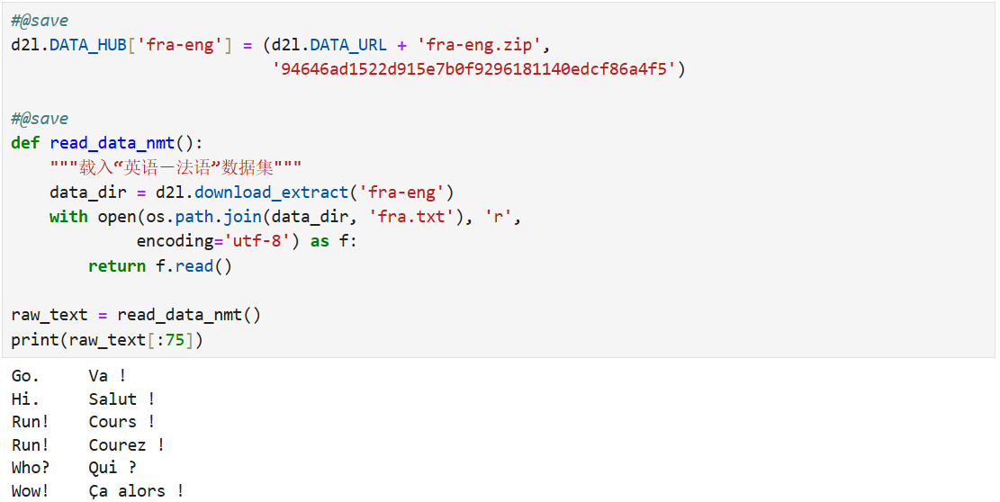 #@save
d2l.DATA_HUB['fra-eng'] = (d2l.DATA_URL + 'fra-eng.zip',
                           '94646ad1522d915e7b0f9296181140edcf86a4f5')

#@save
def read_data_nmt():
    """载入“英语－法语”数据集"""
    data_dir = d2l.download_extract('fra-eng')
    with open(os.path.join(data_dir, 'fra.txt'), 'r',
             encoding='utf-8') as f:
        return f.read()

raw_text = read_data_nmt()
print(raw_text[:75])
Go.     Va !
Hi.     Salut !
Run!    Cours !
Run!    Courez !
Who?    Qui ?
Wow!    Ça alors !